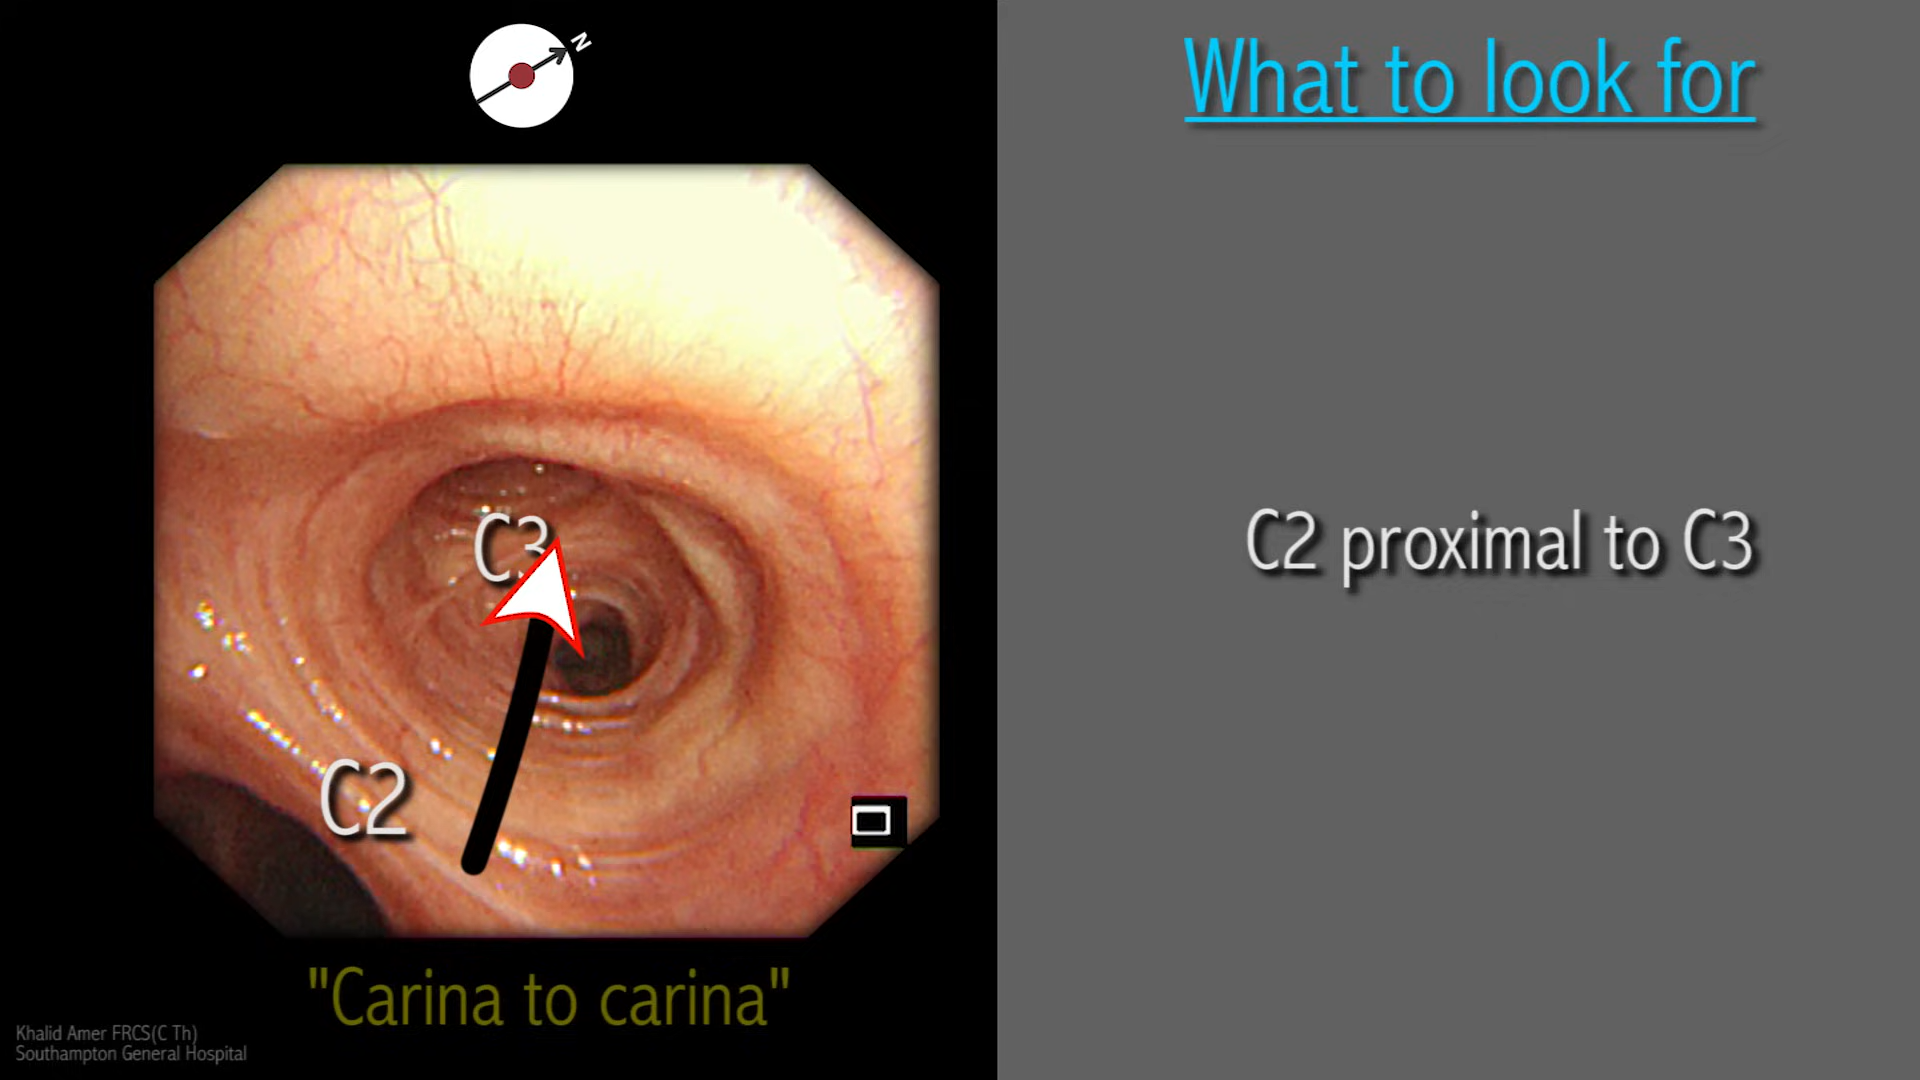 N
What to look for
C3
C2 proximal to C3
C2
"Carina to carina"
Khalid Amer FRCS(C Th)
Southampton General Hospital